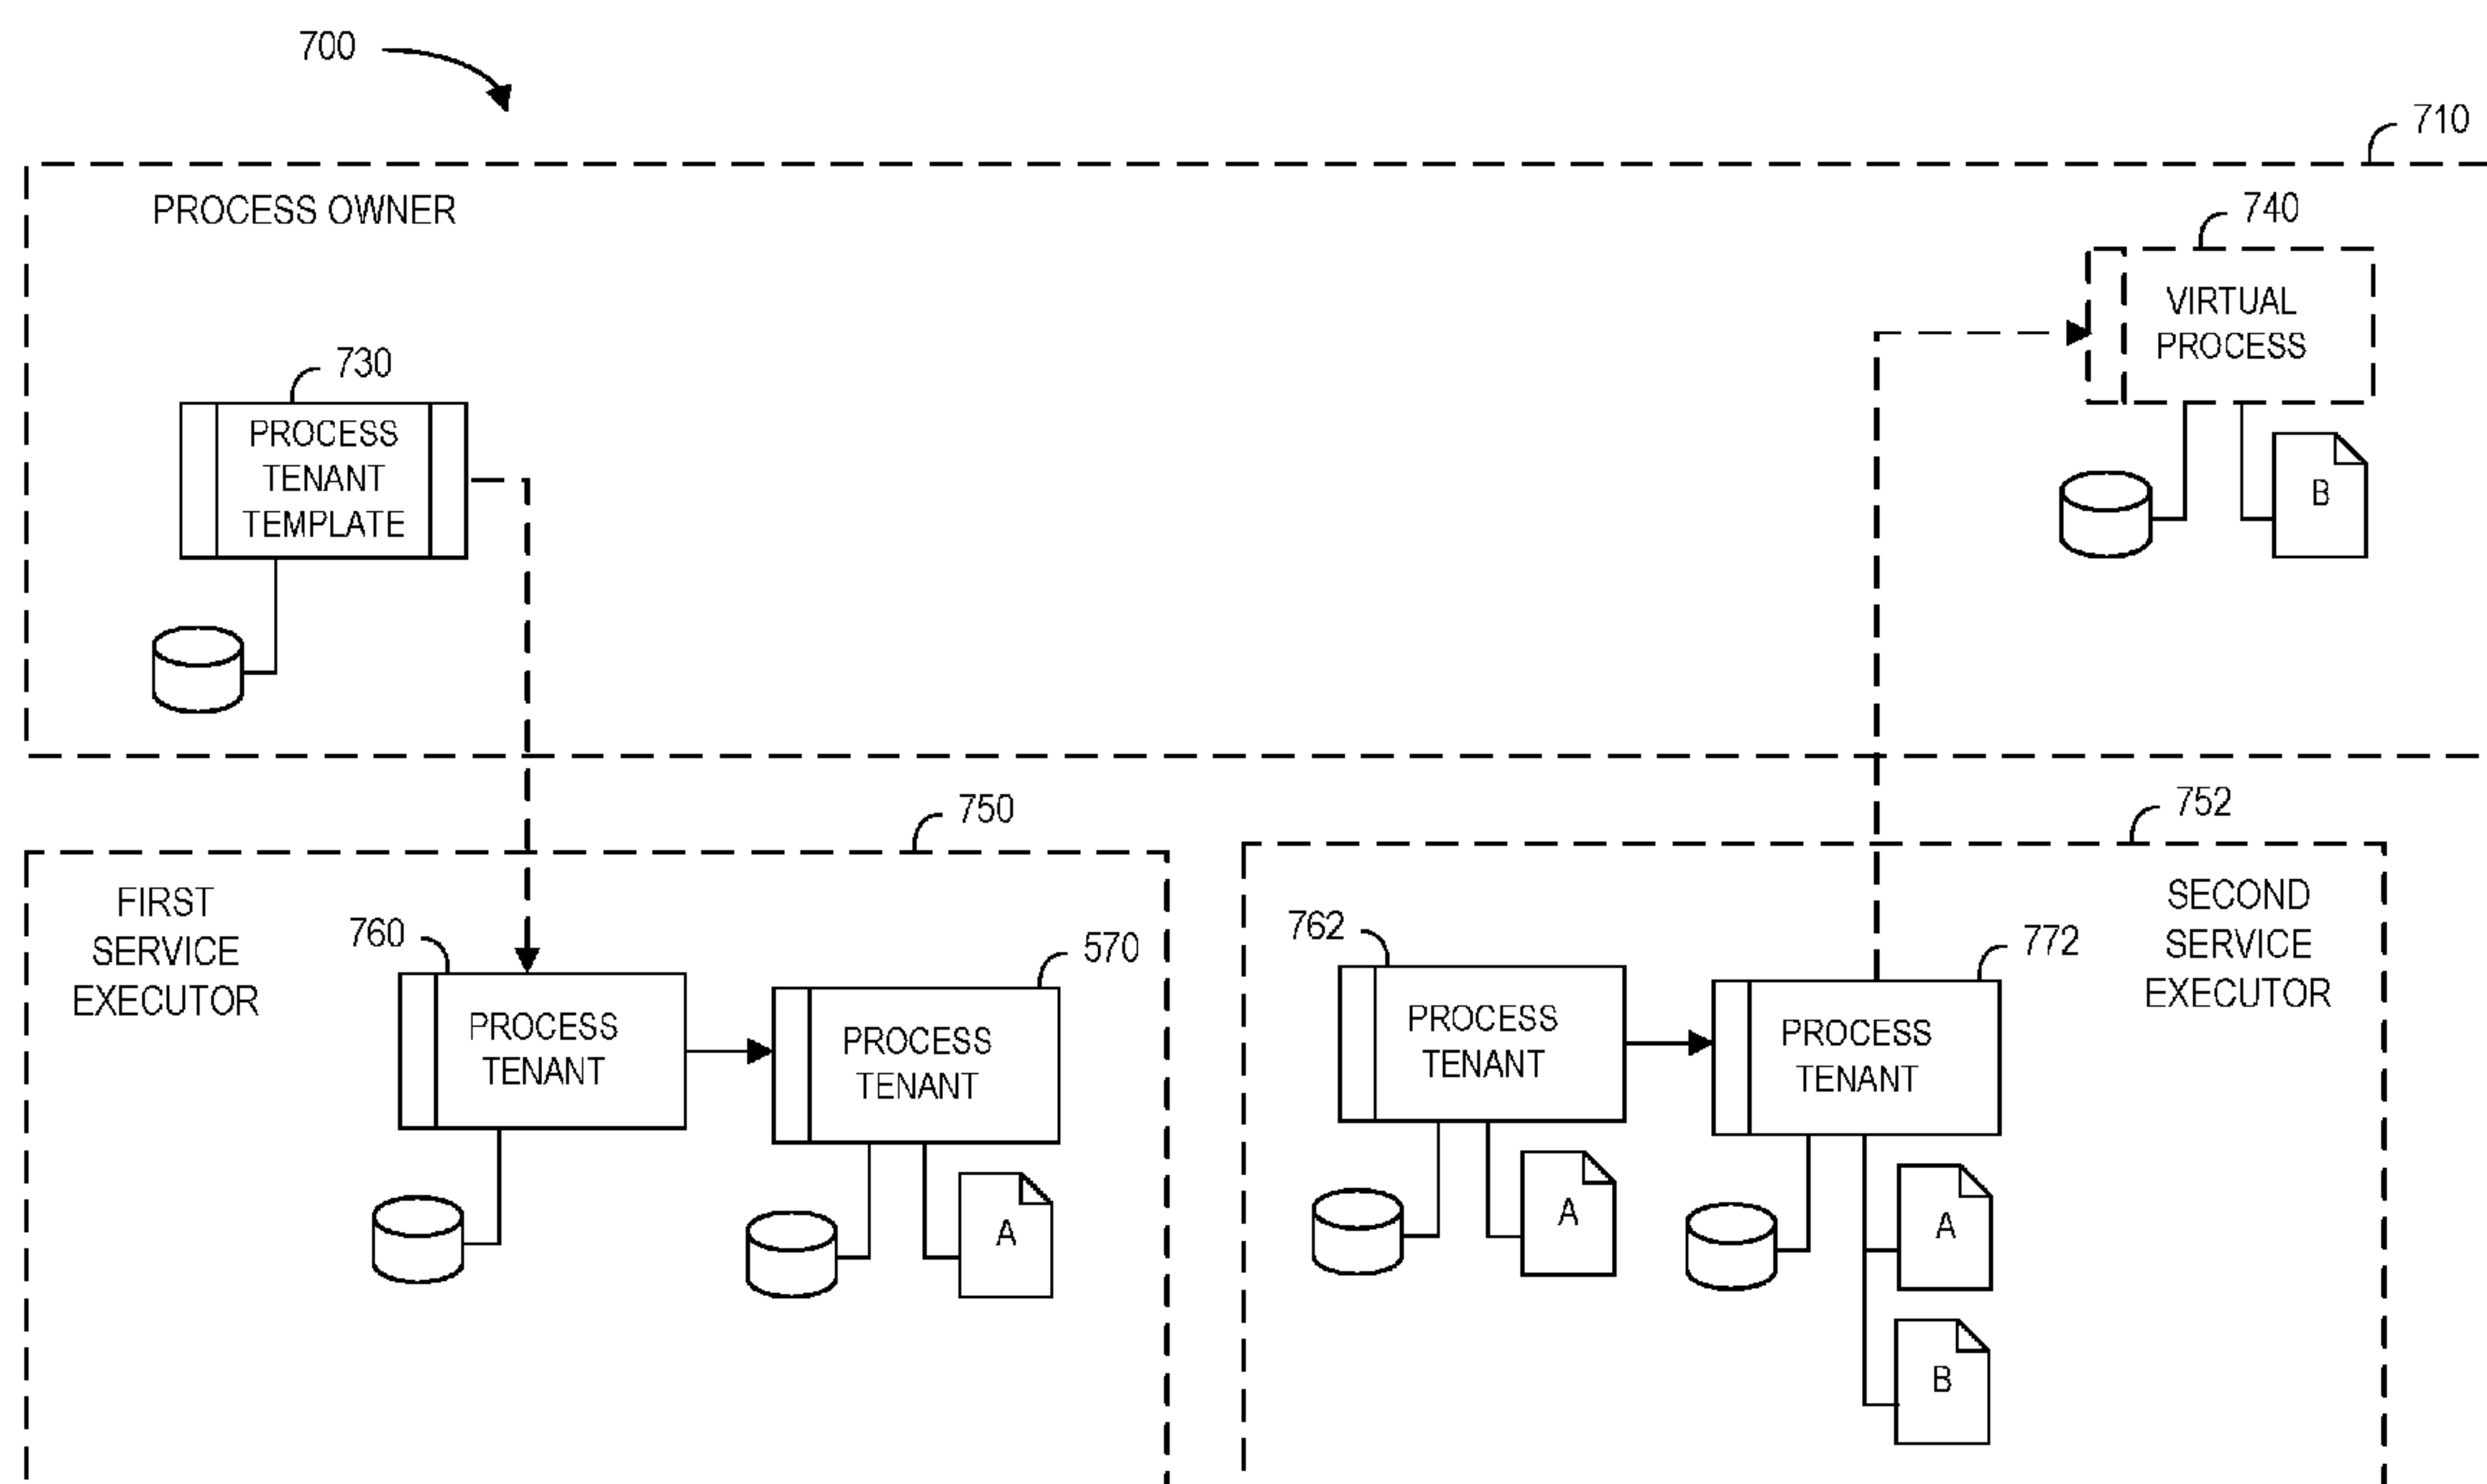 700
710
PROCESS OWNER
740
VIRTUAL
PROCESS
730
PROCESS
TENANT
TEMPLATE
B
750
752
FIRST
SERVICE
EXECUTOR
760
570
PROCESS
TENANT
PROCESS
TENANT
A
SECOND
SERVICE
EXECUTOR
762
772
PROCESS
TENANT
PROCESS
TENANT
A
A
B